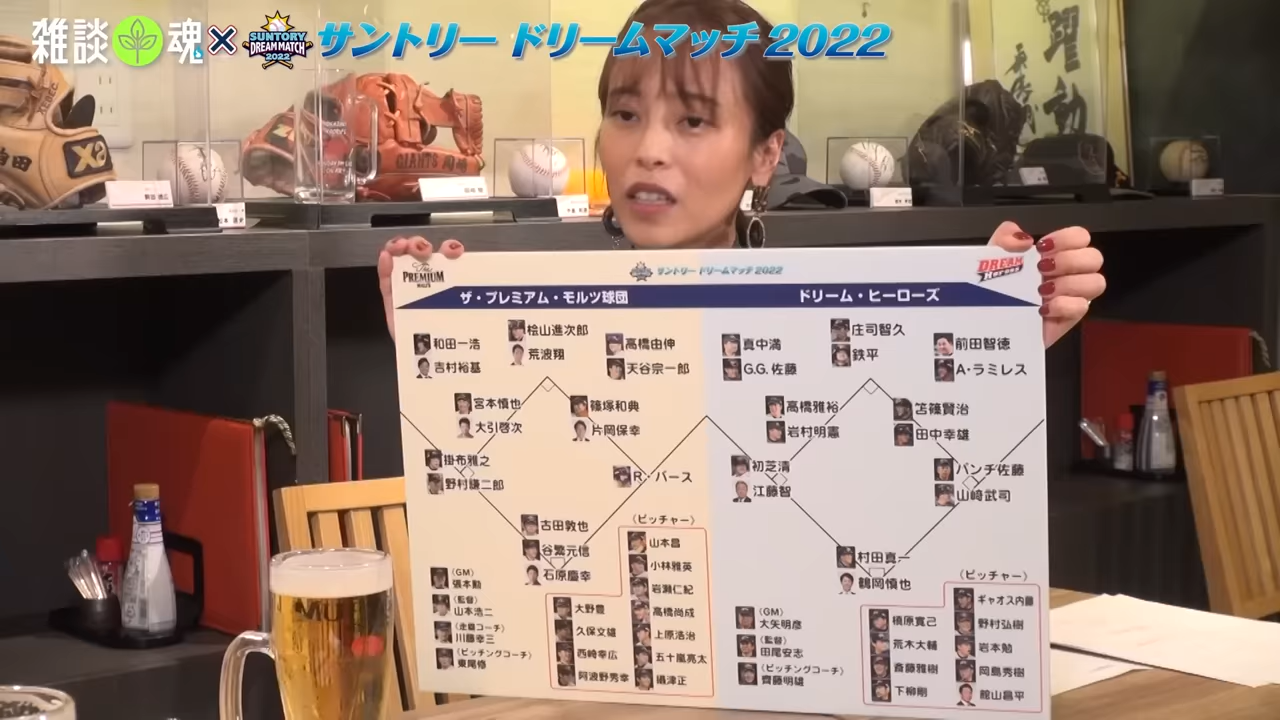 雑談魂×SUNTORY DREAM MATCH 2022 サントリー ドリームマッチ 2022
躍動
GIANTS
The PREMIUM MALT'S
サントリー ドリームマッチ 2022
DREAM Heroes
ザ・プレミアム・モルツ球団
ドリーム・ヒーローズ
和田一浩
吉村裕基
桧山進次郎
荒波翔
高橋由伸
天谷宗一郎
宮本慎也
大引啓次
篠塚和典
片岡保幸
掛布雅之
野村謙二郎
R・バース
古田敦也
谷繁元信
石原慶幸
(ピッチャー)
山本昌
小林雅英
岩瀬仁紀
高橋尚成
上原浩治
五十嵐亮太
攝津正
大野豊
久保文雄
西崎幸広
阿波野秀幸
(GM)
張本勲
(監督)
山本浩二
(走塁コーチ)
川藤幸三
(ピッチングコーチ)
東尾修
真中満
G.G.佐藤
庄司智久
鉄平
前田智徳
A・ラミレス
高橋雅裕
岩村明憲
笘篠賢治
田中幸雄
初芝清
江藤智
パンチ佐藤
山﨑武司
村田真一
鶴岡慎也
(ピッチャー)
ギャオス内藤
野村弘樹
岩本勉
岡島秀樹
館山昌平
槙原寛己
荒木大輔
斎藤雅樹
下柳剛
(GM)
大矢明彦
(監督)
田尾安志
(ピッチングコーチ)
齊藤明雄